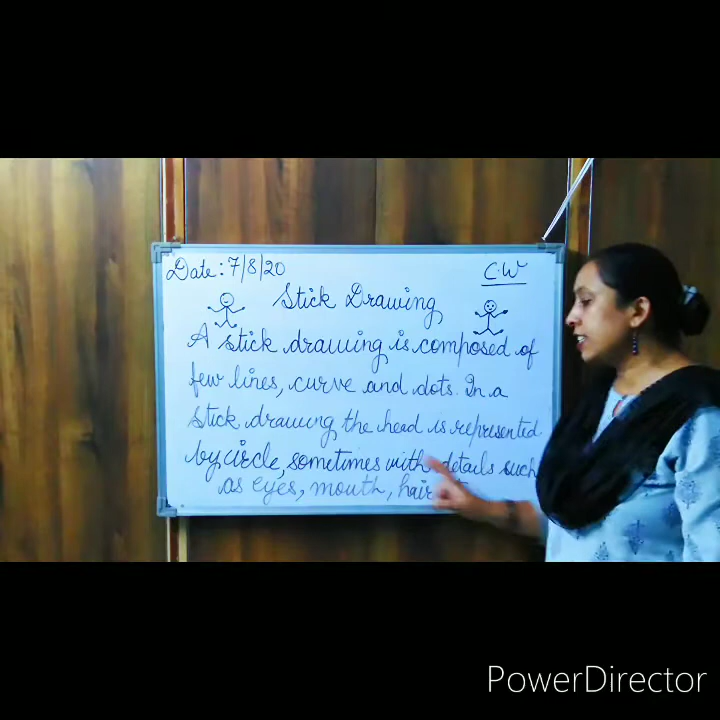 Date: 7/8/20
C.W
Stick Drawing
A stick drawing is composed of
few lines, curve and dots. In a
stick drawing the head is represented
by circle, sometimes with details such
as eyes, mouth, hair
PowerDirector